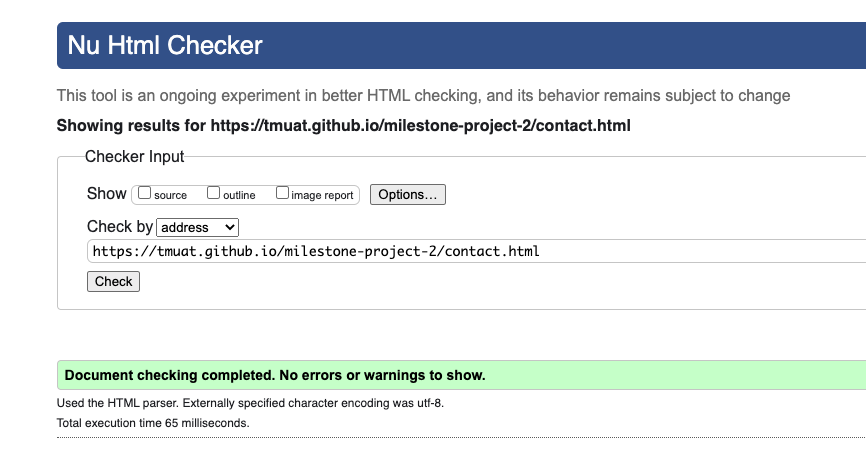 Nu Html Checker
This tool is an ongoing experiment in better HTML checking, and its behavior remains subject to change
Showing results for https://tmuat.github.io/milestone-project-2/contact.html
Checker Input
Show source outline image report Options...
Check by address
https://tmuat.github.io/milestone-project-2/contact.html
Check
Document checking completed. No errors or warnings to show.
Used the HTML parser. Externally specified character encoding was utf-8.
Total execution time 65 milliseconds.